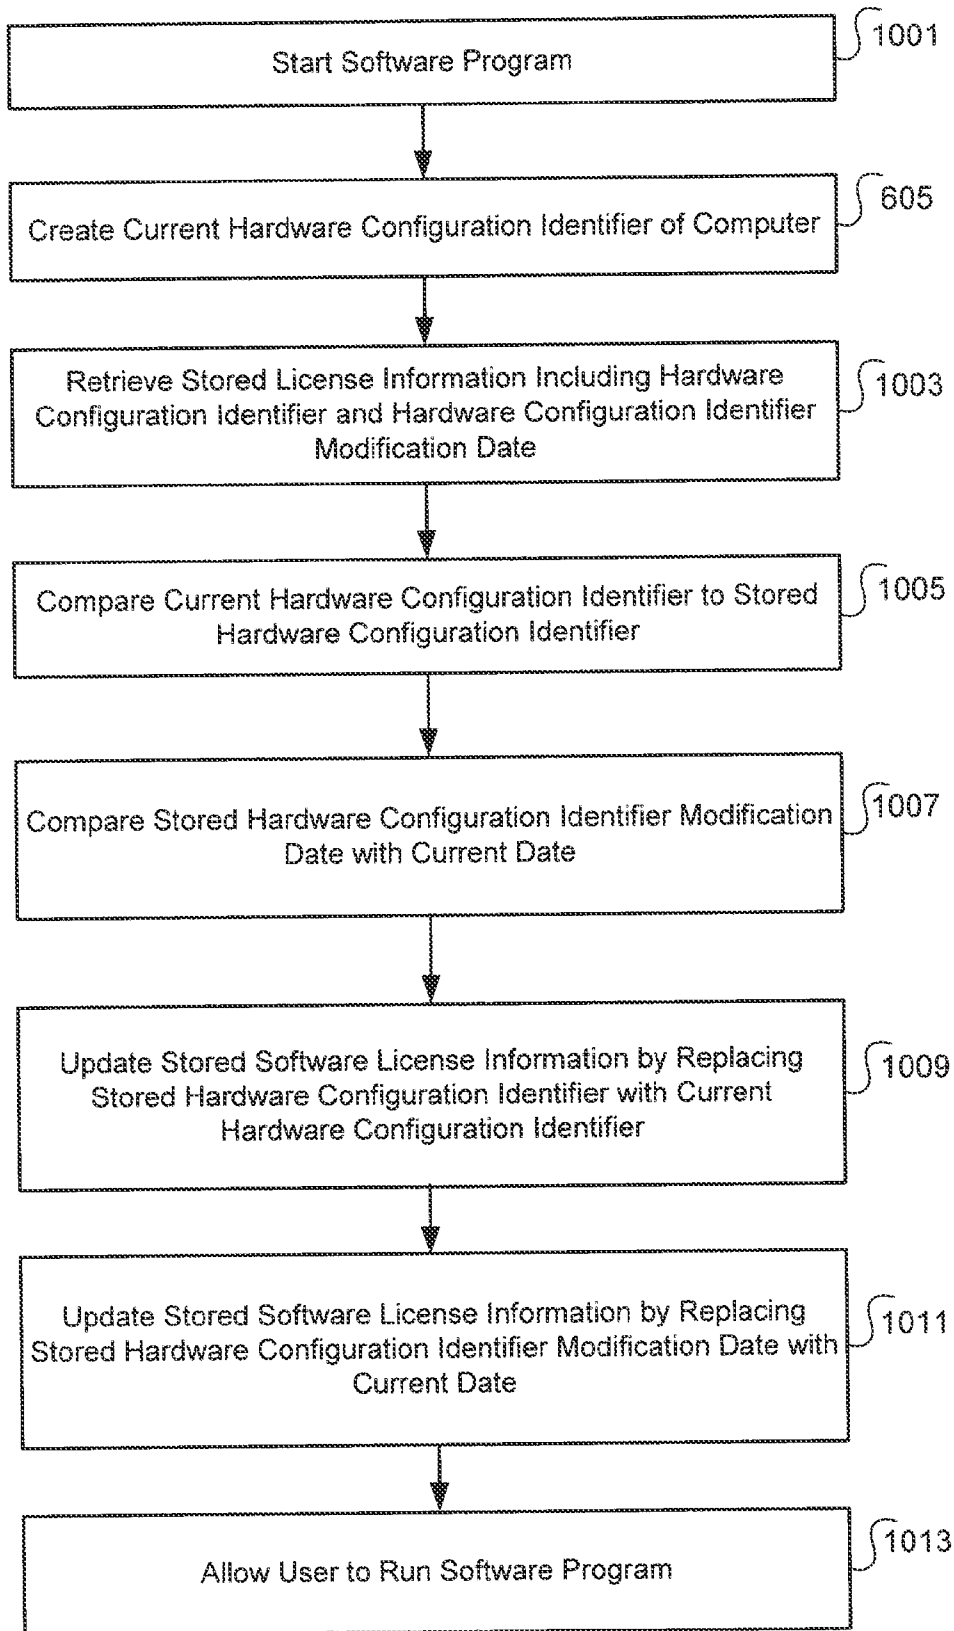 1001
Start Software Program
605
Create Current Hardware Configuration Identifier of Computer
1003
Retrieve Stored License Information Including Hardware
Configuration Identifier and Hardware Configuration Identifier
Modification Date
1005
Compare Current Hardware Configuration Identifier to Stored
Hardware Configuration Identifier
1007
Compare Stored Hardware Configuration Identifier Modification
Date with Current Date
1009
Update Stored Software License Information by Replacing
Stored Hardware Configuration Identifier with Current
Hardware Configuration Identifier
1011
Update Stored Software License Information by Replacing
Stored Hardware Configuration Identifier Modification Date with
Current Date
1013
Allow User to Run Software Program